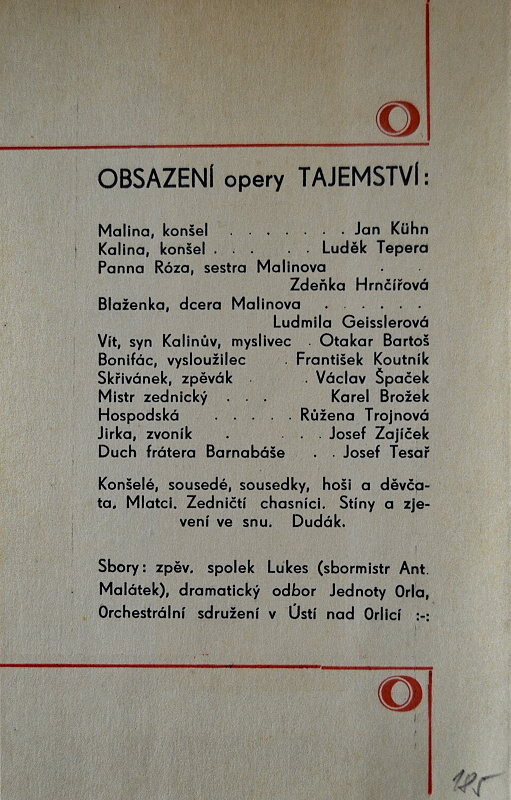 OBSAZENÍ opery TAJEMSTVÍ:
Malina, konšel . . . . . . . Jan Kühn
Kalina, konšel . . . . . Luděk Tepera
Panna Róza, sestra Malinova . .
Zdeňka Hrnčířová
Blaženka, dcera Malinova . . . . . .
Ludmila Geisslerová
Vít, syn Kalinův, myslivec . Otakar Bartoš
Bonifác, vysloužilec . František Koutník
Skřivánek, zpěvák . . Václav Špaček
Mistr zednický . . . Karel Brožek
Hospodská . . . . . Růžena Trojnová
Jirka, zvoník . . . . Josef Zajíček
Duch frátera Barnabáše . . Josef Tesař
Konšelé, sousedé, sousedky, hoši a děvča-
ta. Mlatci. Zedničtí chasníci. Stíny a zje-
vení ve snu. Dudák.
Sbory: zpěv. spolek Lukes (sbormistr Ant.
Malátek), dramatický odbor Jednoty Orla,
Orchestrální sdružení v Ústí nad Orlicí :-:
185